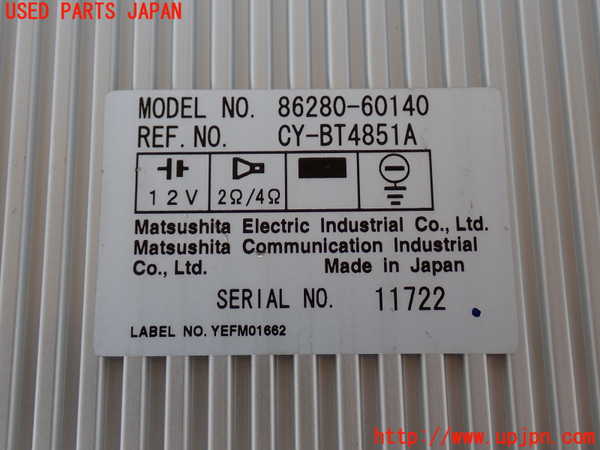 USED PARTS JAPAN
MODEL NO. 86280-60140
REF. NO. CY-BT4851A
12V 2Ω/4Ω
Matsushita Electric Industrial Co., Ltd.
Matsushita Communication Industrial
Co., Ltd. Made in Japan
SERIAL NO. 11722
LABEL NO. YEFM01662
http://www.upjpn.com/